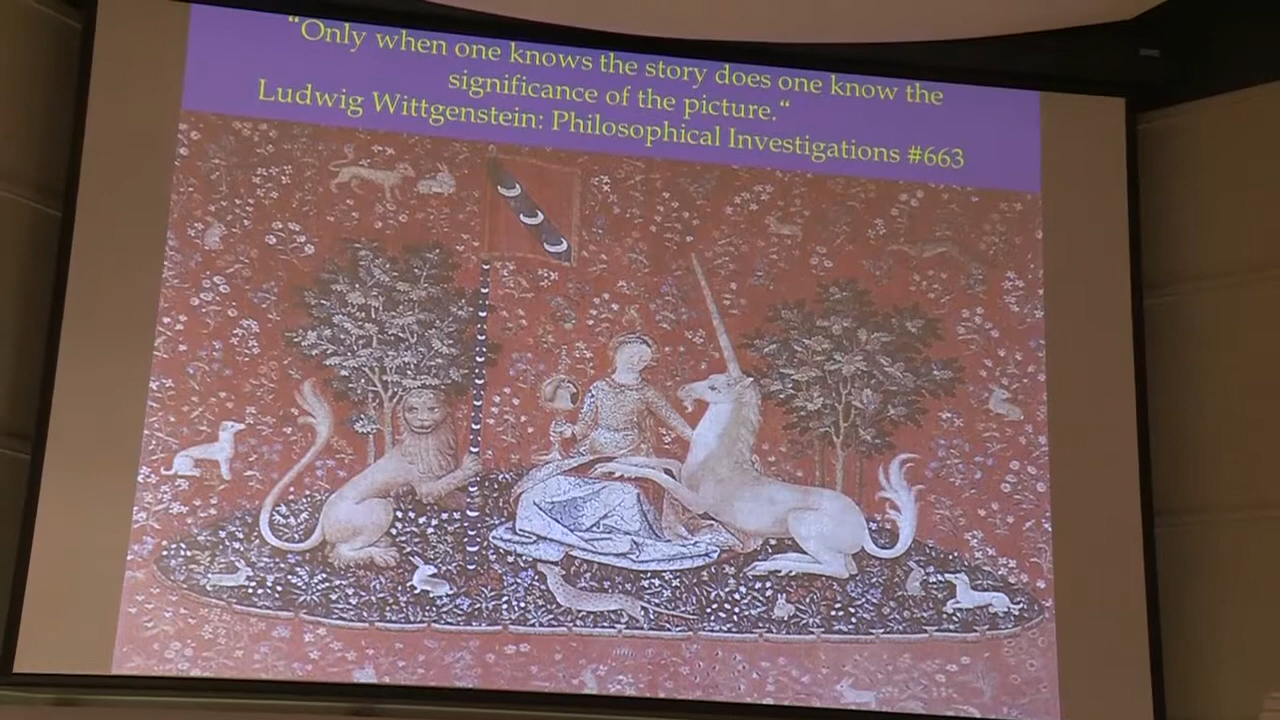 “Only when one knows the story does one know the
significance of the picture.“
Ludwig Wittgenstein: Philosophical Investigations #663